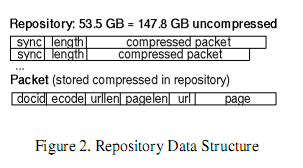 Repository: 53.5 GB = 147.8 GB uncompressed
sync length compressed packet
sync length compressed packet
...
Packet (stored compressed in repository)
docid ecode urllen pagelen url page
Figure 2. Repository Data Structure